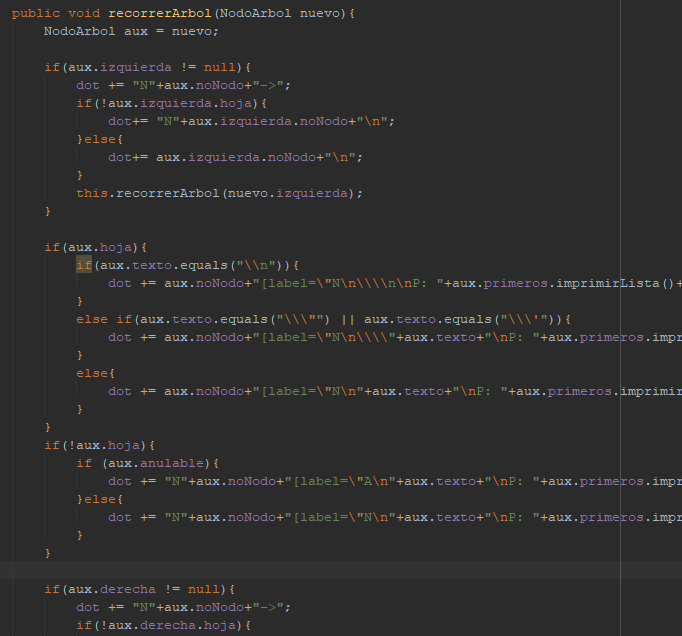 public void recorrerArbol(NodoArbol nuevo){
NodoArbol aux = nuevo;
if(aux.izquierda != null){
dot += "N"+aux.noNodo+"->";
if(!aux.izquierda.hoja){
dot+= "N"+aux.izquierda.noNodo+"\n";
}else{
dot+= aux.izquierda.noNodo+"\n";
}
this.recorrerArbol(nuevo.izquierda);
}
if(aux.hoja){
if(aux.texto.equals("\\n")){
dot += aux.noNodo+"[label=\"N\n\\\\n\nP: "+aux.primeros.imprimirLista()+
}
else if(aux.texto.equals("\\\"") || aux.texto.equals("\\\'")){
dot += aux.noNodo+"[label=\"N\n\\\\"+aux.texto+"\nP: "+aux.primeros.impr
}
else{
dot += aux.noNodo+"[label=\"N\n"+aux.texto+"\nP: "+aux.primeros.imprimir
}
}
if(!aux.hoja){
if (aux.anulable){
dot += "N"+aux.noNodo+"[label=\"A\n"+aux.texto+"\nP: "+aux.primeros.impr
}else{
dot += "N"+aux.noNodo+"[label=\"N\n"+aux.texto+"\nP: "+aux.primeros.impr
}
}
if(aux.derecha != null){
dot += "N"+aux.noNodo+"->";
if(!aux.derecha.hoja){